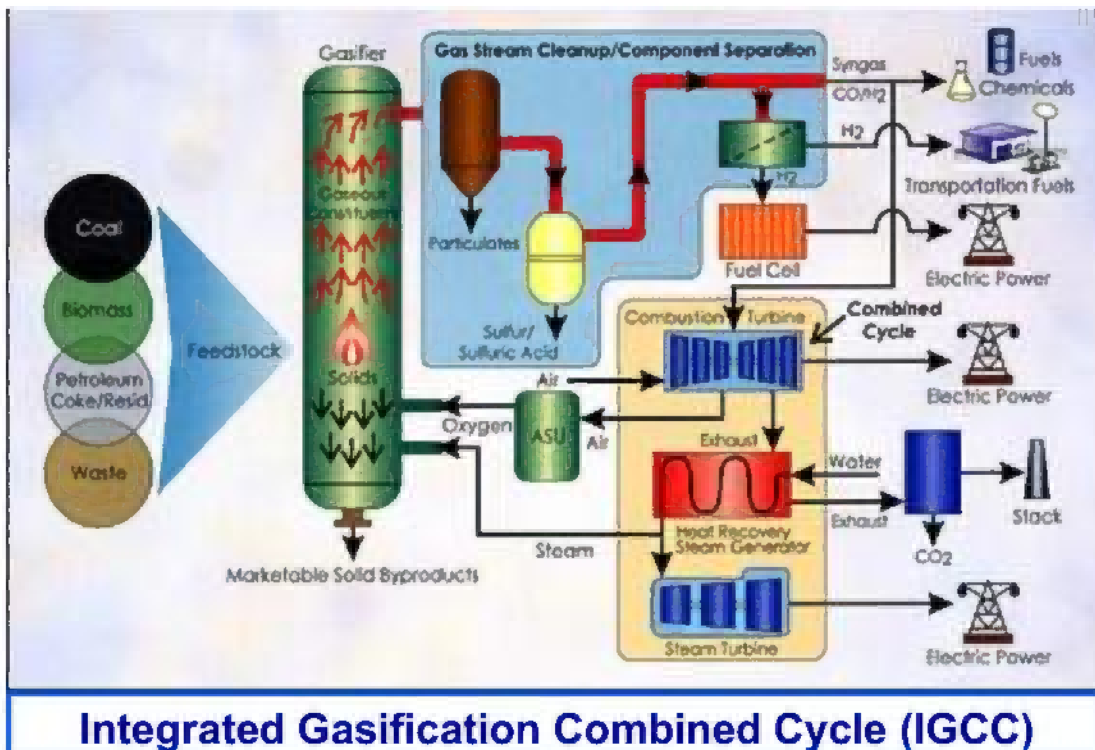 Gas Stream Cleanup/Component Separation
Gasifier
Syngas
CO/H2
Fuels
Chemicals
H2
H2
Transportation Fuels
Gaseous
Constituents
Particulates
Fuel Cell
Electric Power
Coal
Biomass
Petroleum
Coke/Resid
Waste
Feedstock
Solids
Sulfur/
Sulfuric Acid
Combustion Turbine
Combined
Cycle
Electric Power
Air
Oxygen
ASU
Air
Exhaust
Water
Exhaust
Stack
Heat Recovery
Steam Generator
CO2
Steam
Marketable Solid Byproducts
Steam Turbine
Electric Power
Integrated Gasification Combined Cycle (IGCC)